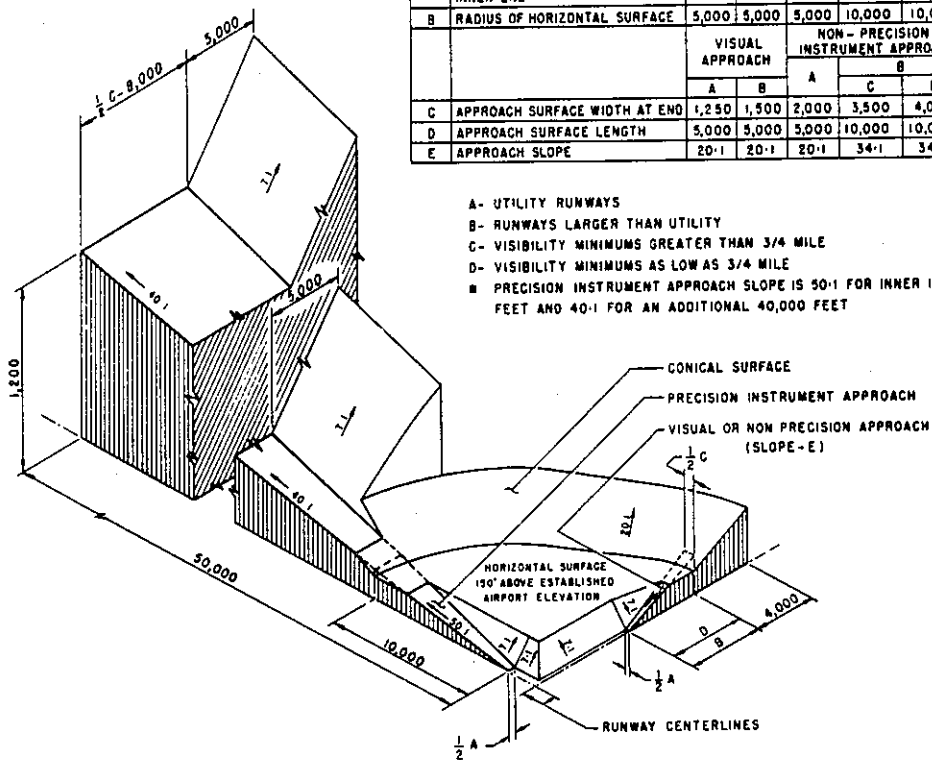 B RADIUS OF HORIZONTAL SURFACE 5,000 5,000 5,000 10,000
VISUAL APPROACH
NON-PRECISION
A
B
A B C
C APPROACH SURFACE WIDTH AT END 1,250 1,500 2,000 3,500
D APPROACH SURFACE LENGTH 5,000 5,000 5,000 10,000
E APPROACH SLOPE 20:1 20:1 20:1 34:1
A- UTILITY RUNWAYS
B- RUNWAYS LARGER THAN UTILITY
C- VISIBILITY MINIMUMS GREATER THAN 3/4 MILE
D- VISIBILITY MINIMUMS AS LOW AS 3/4 MILE
PRECISION INSTRUMENT APPROACH SLOPE IS 50:1 FOR INNER
FEET AND 40:1 FOR AN ADDITIONAL 40,000 FEET
5,000
1/2 C-8,000
7:1
40:1
5,000
1,200
7:1
40:1
CONICAL SURFACE
PRECISION INSTRUMENT APPROACH
VISUAL OR NON PRECISION APPROACH
(SLOPE-E)
1/2 C
20:1
50,000
HORIZONTAL SURFACE
150' ABOVE ESTABLISHED
AIRPORT ELEVATION
50:1
7:1
7:1
7:1
7:1
4,000
D
B
10,000
1/2 A
RUNWAY CENTERLINES
1/2 A